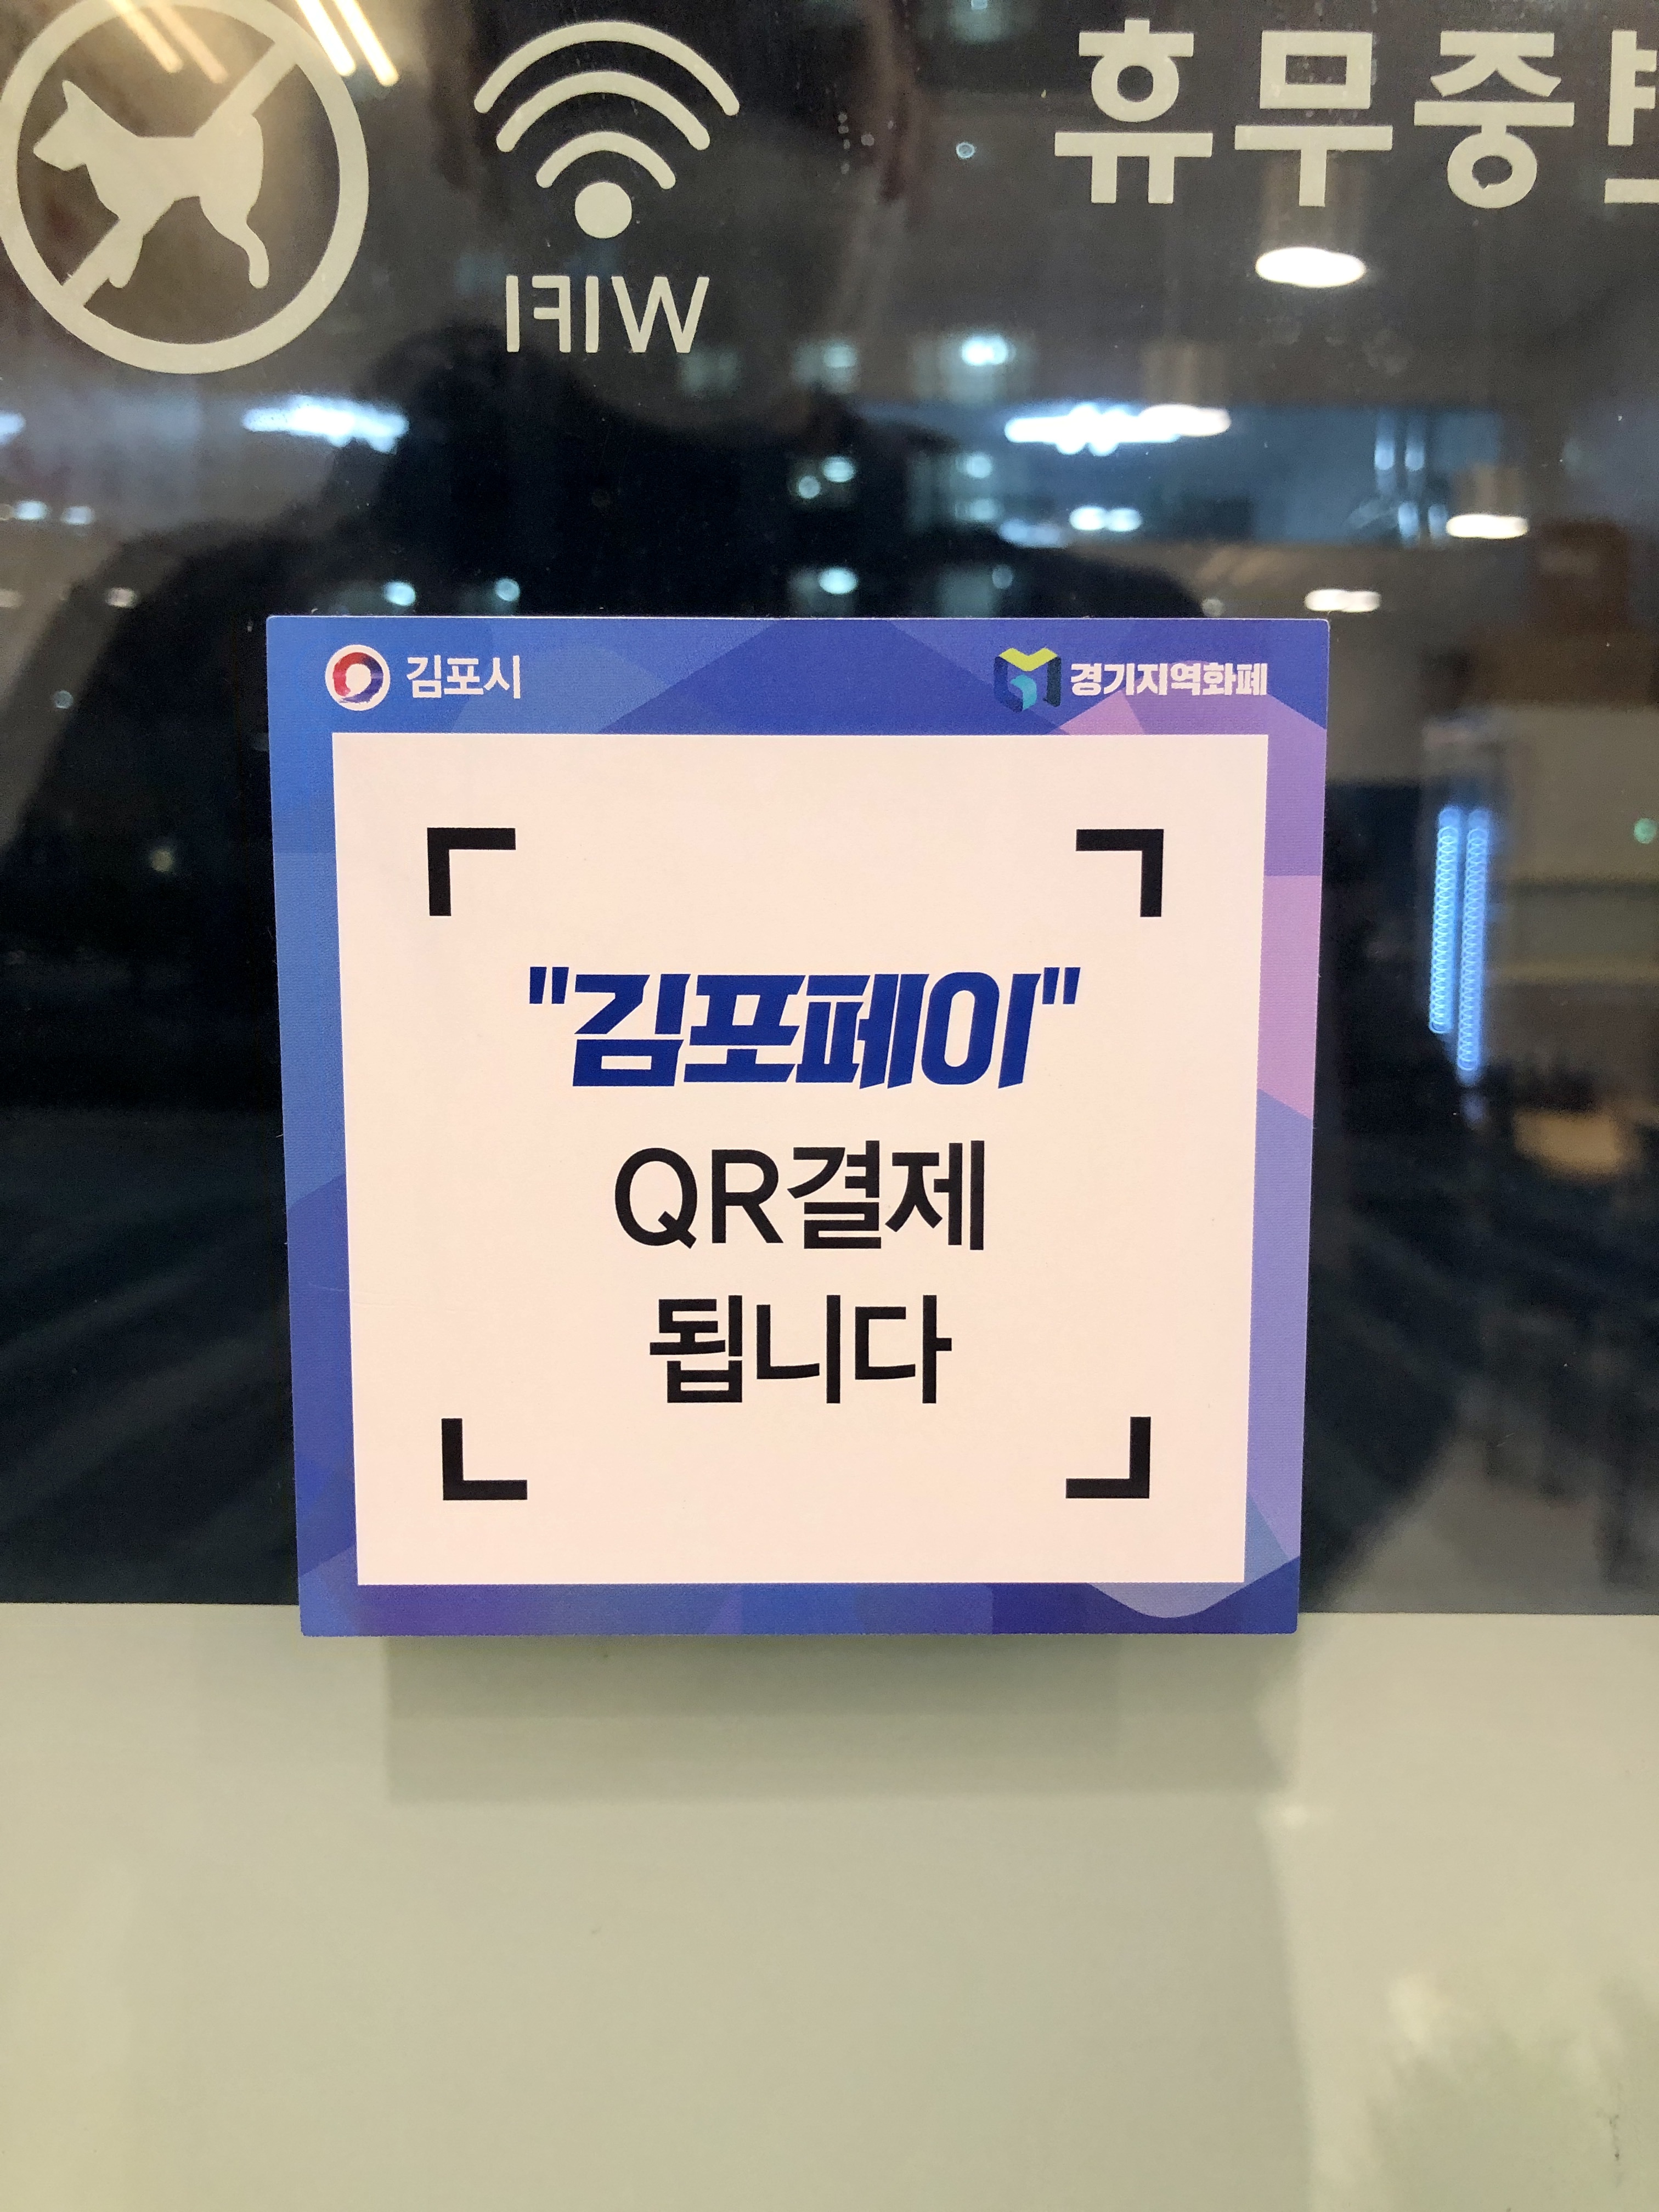 중무휴
WIFI
김포시
경기지역화폐
"김포페이"
QR결제
됩니다